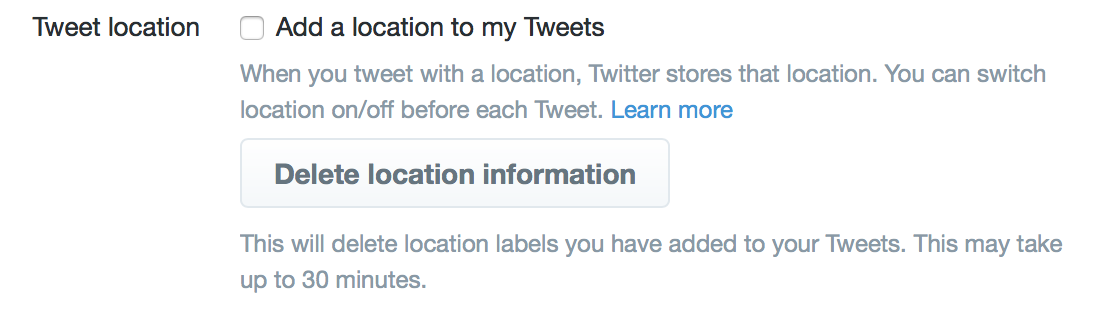 Tweet location
Add a location to my Tweets
When you tweet with a location, Twitter stores that location. You can switch
location on/off before each Tweet. Learn more
Delete location information
This will delete location labels you have added to your Tweets. This may take
up to 30 minutes.